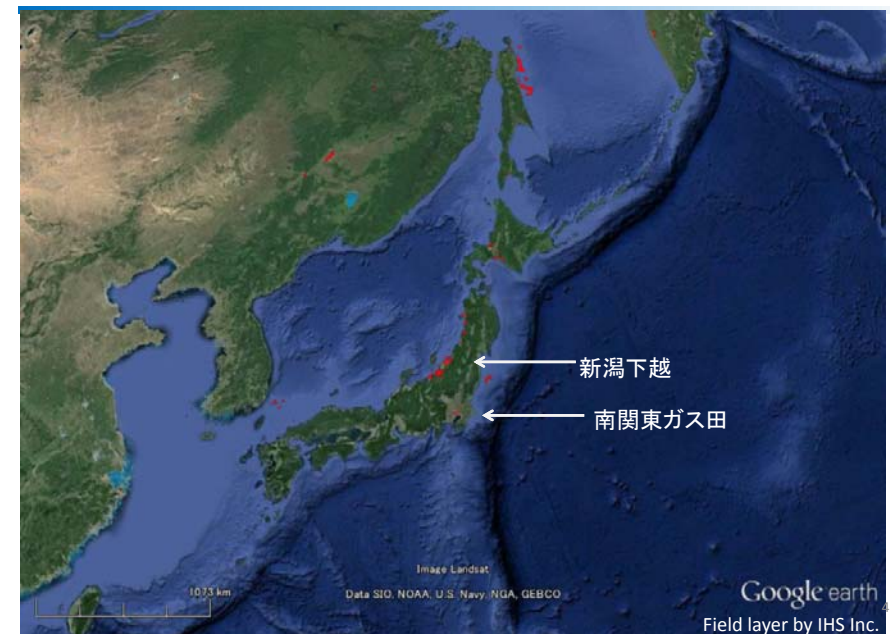 新潟下越
南関東ガス田
Image Landsat
1073 km
Data SIO, NOAA, U.S. Navy, NGA, GEBCO
Google earth
4
Field layer by IHS Inc.